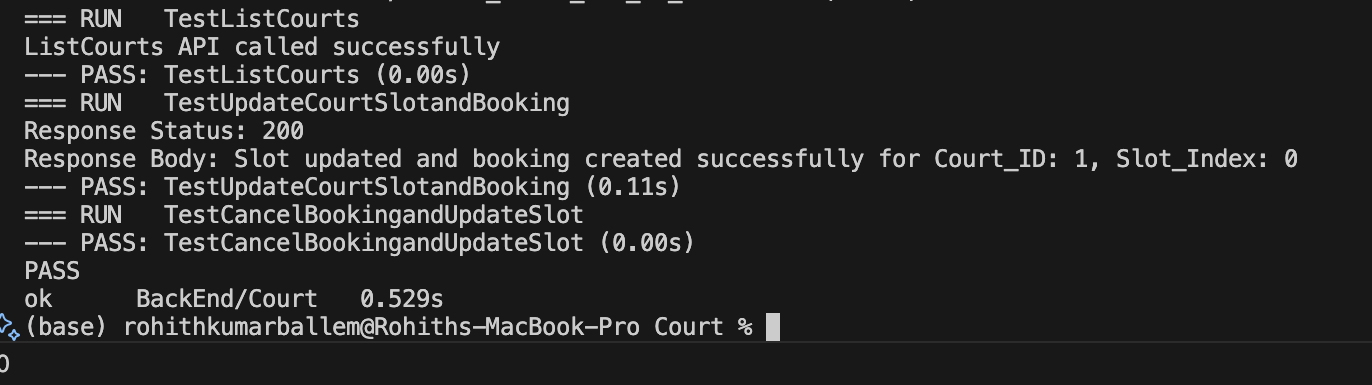 === RUN   TestListCourts
ListCourts API called successfully
--- PASS: TestListCourts (0.00s)
=== RUN   TestUpdateCourtSlotandBooking
Response Status: 200
Response Body: Slot updated and booking created successfully for Court_ID: 1, Slot_Index: 0
--- PASS: TestUpdateCourtSlotandBooking (0.11s)
=== RUN   TestCancelBookingandUpdateSlot
--- PASS: TestCancelBookingandUpdateSlot (0.00s)
PASS
ok      BackEnd/Court   0.529s
(base) rohithkumarballem@Rohiths-MacBook-Pro Court %